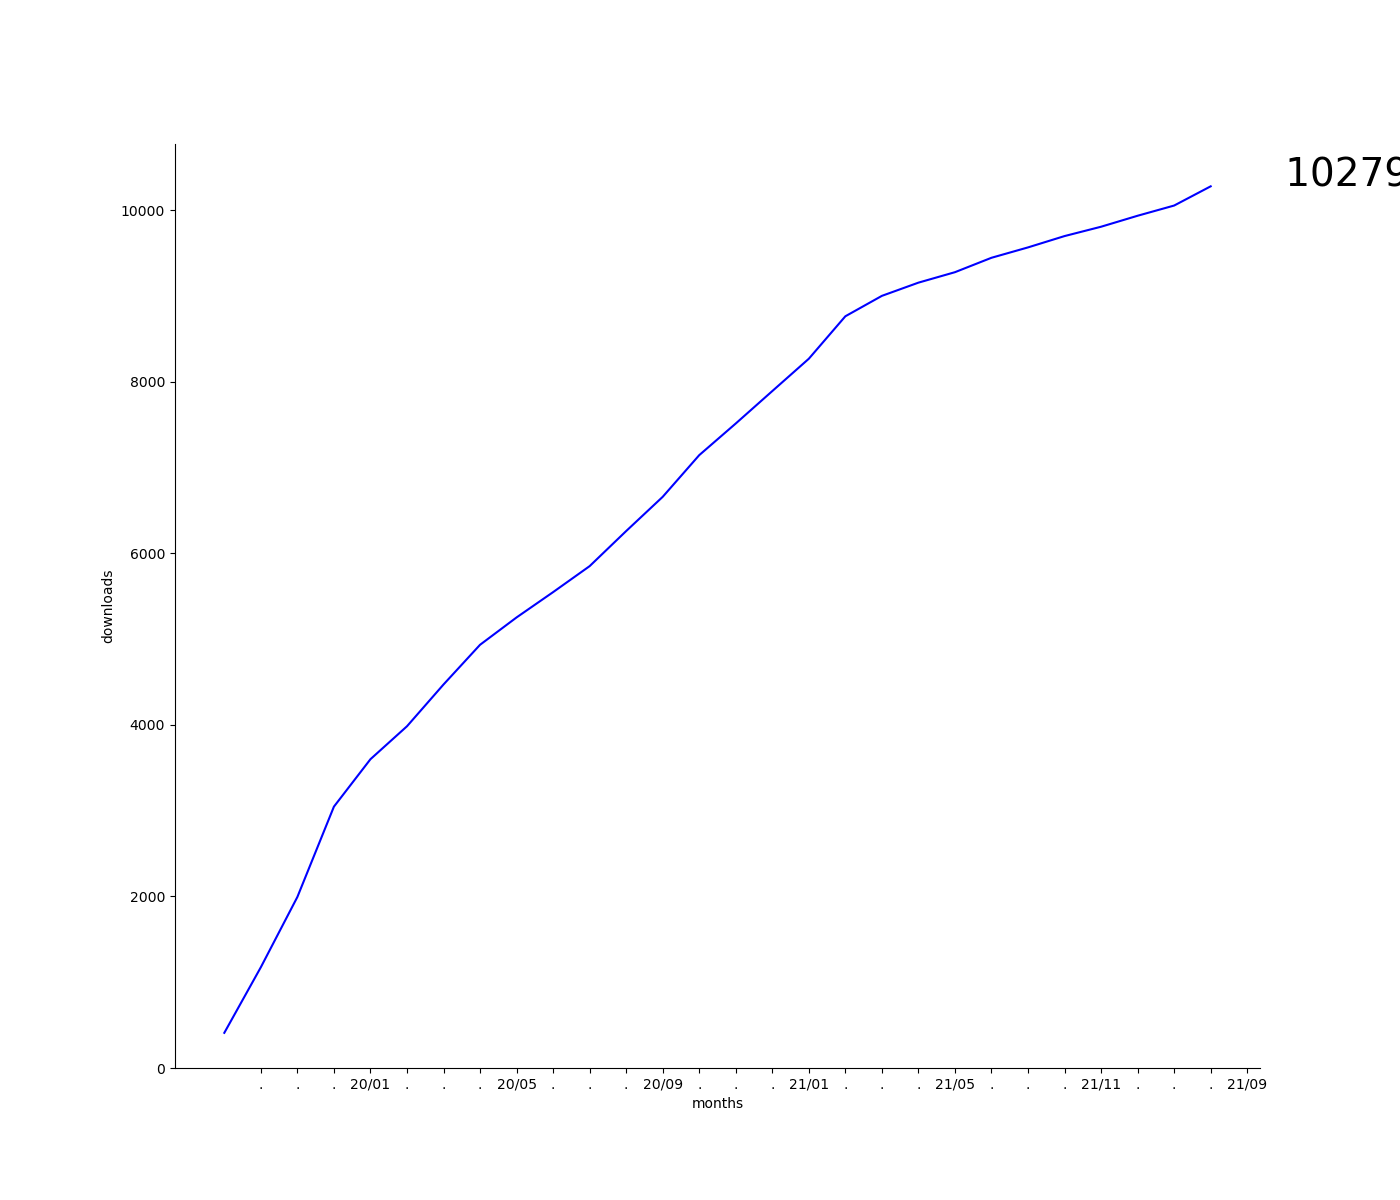 10279
10000
8000
6000
4000
2000
0
downloads
. . . 20/01 . . . 20/05 . . . 20/09 . . . 21/01 . . . 21/05 . . . 21/11 . . . 21/09
months